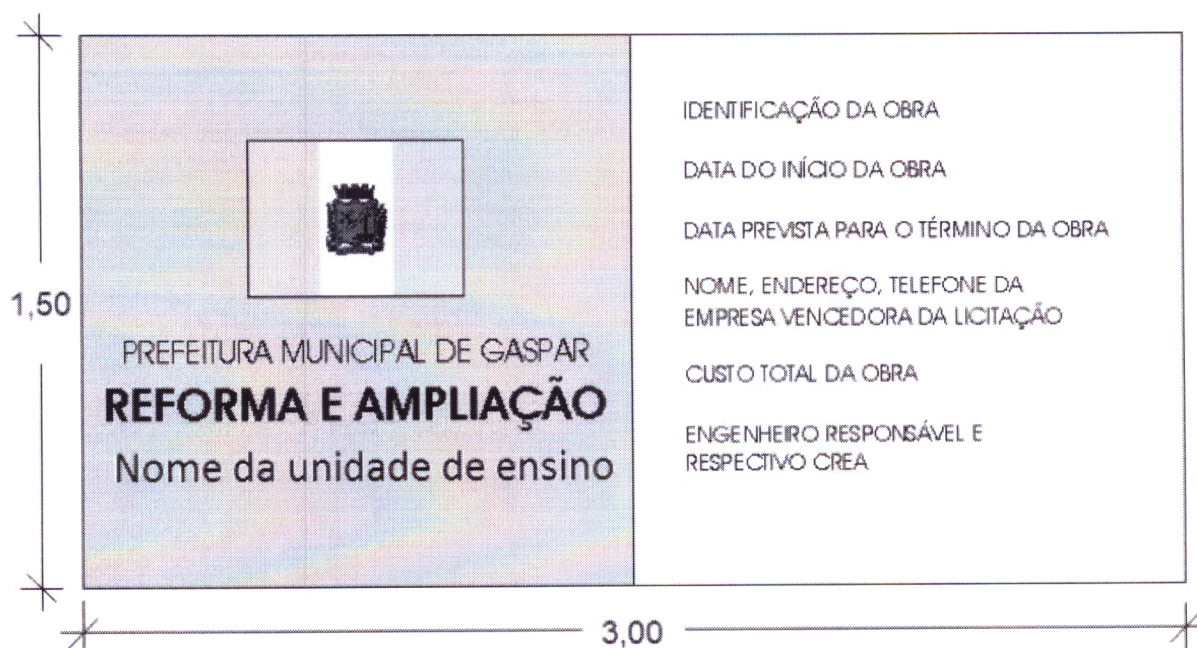 1,50
PREFEITURA MUNICIPAL DE GASPAR
REFORMA E AMPLIAÇÃO
Nome da unidade de ensino
IDENTIFICAÇÃO DA OBRA
DATA DO INÍCIO DA OBRA
DATA PREVISTA PARA O TÉRMINO DA OBRA
NOME, ENDEREÇO, TELEFONE DA
EMPRESA VENCEDORA DA LICITAÇÃO
CUSTO TOTAL DA OBRA
ENGENHEIRO RESPONSÁVEL E
RESPECTIVO CREA
3,00